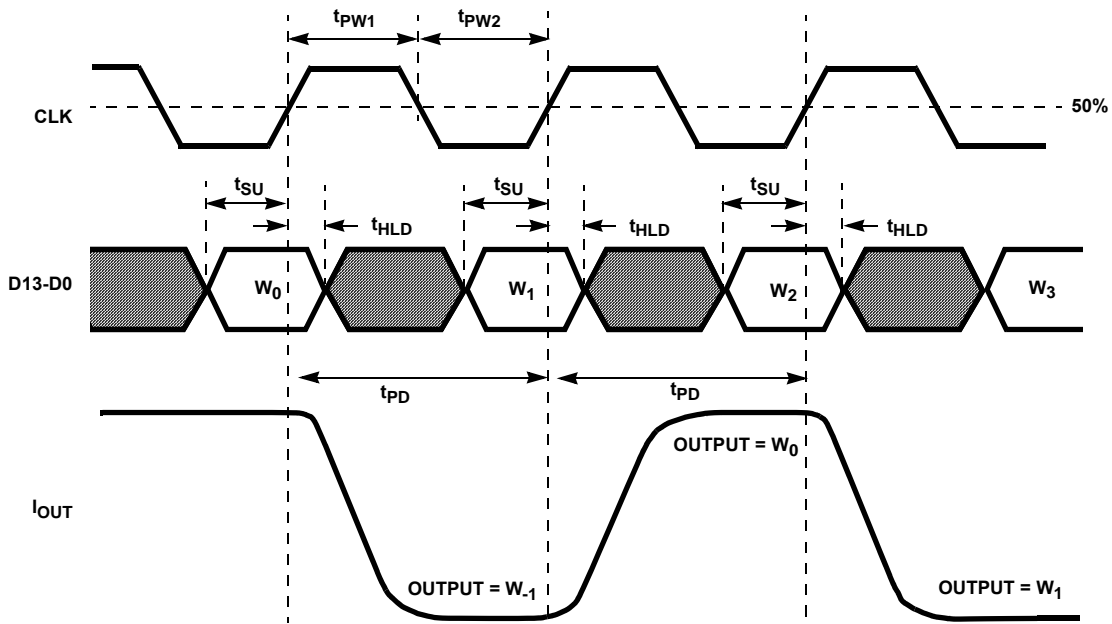 tPW1 tPW2
CLK
50%
tSU tSU tSU
tHLD tHLD tHLD
D13-D0
W0 W1 W2 W3
tPD tPD
OUTPUT = W0
IOUT
OUTPUT = W-1 OUTPUT = W1